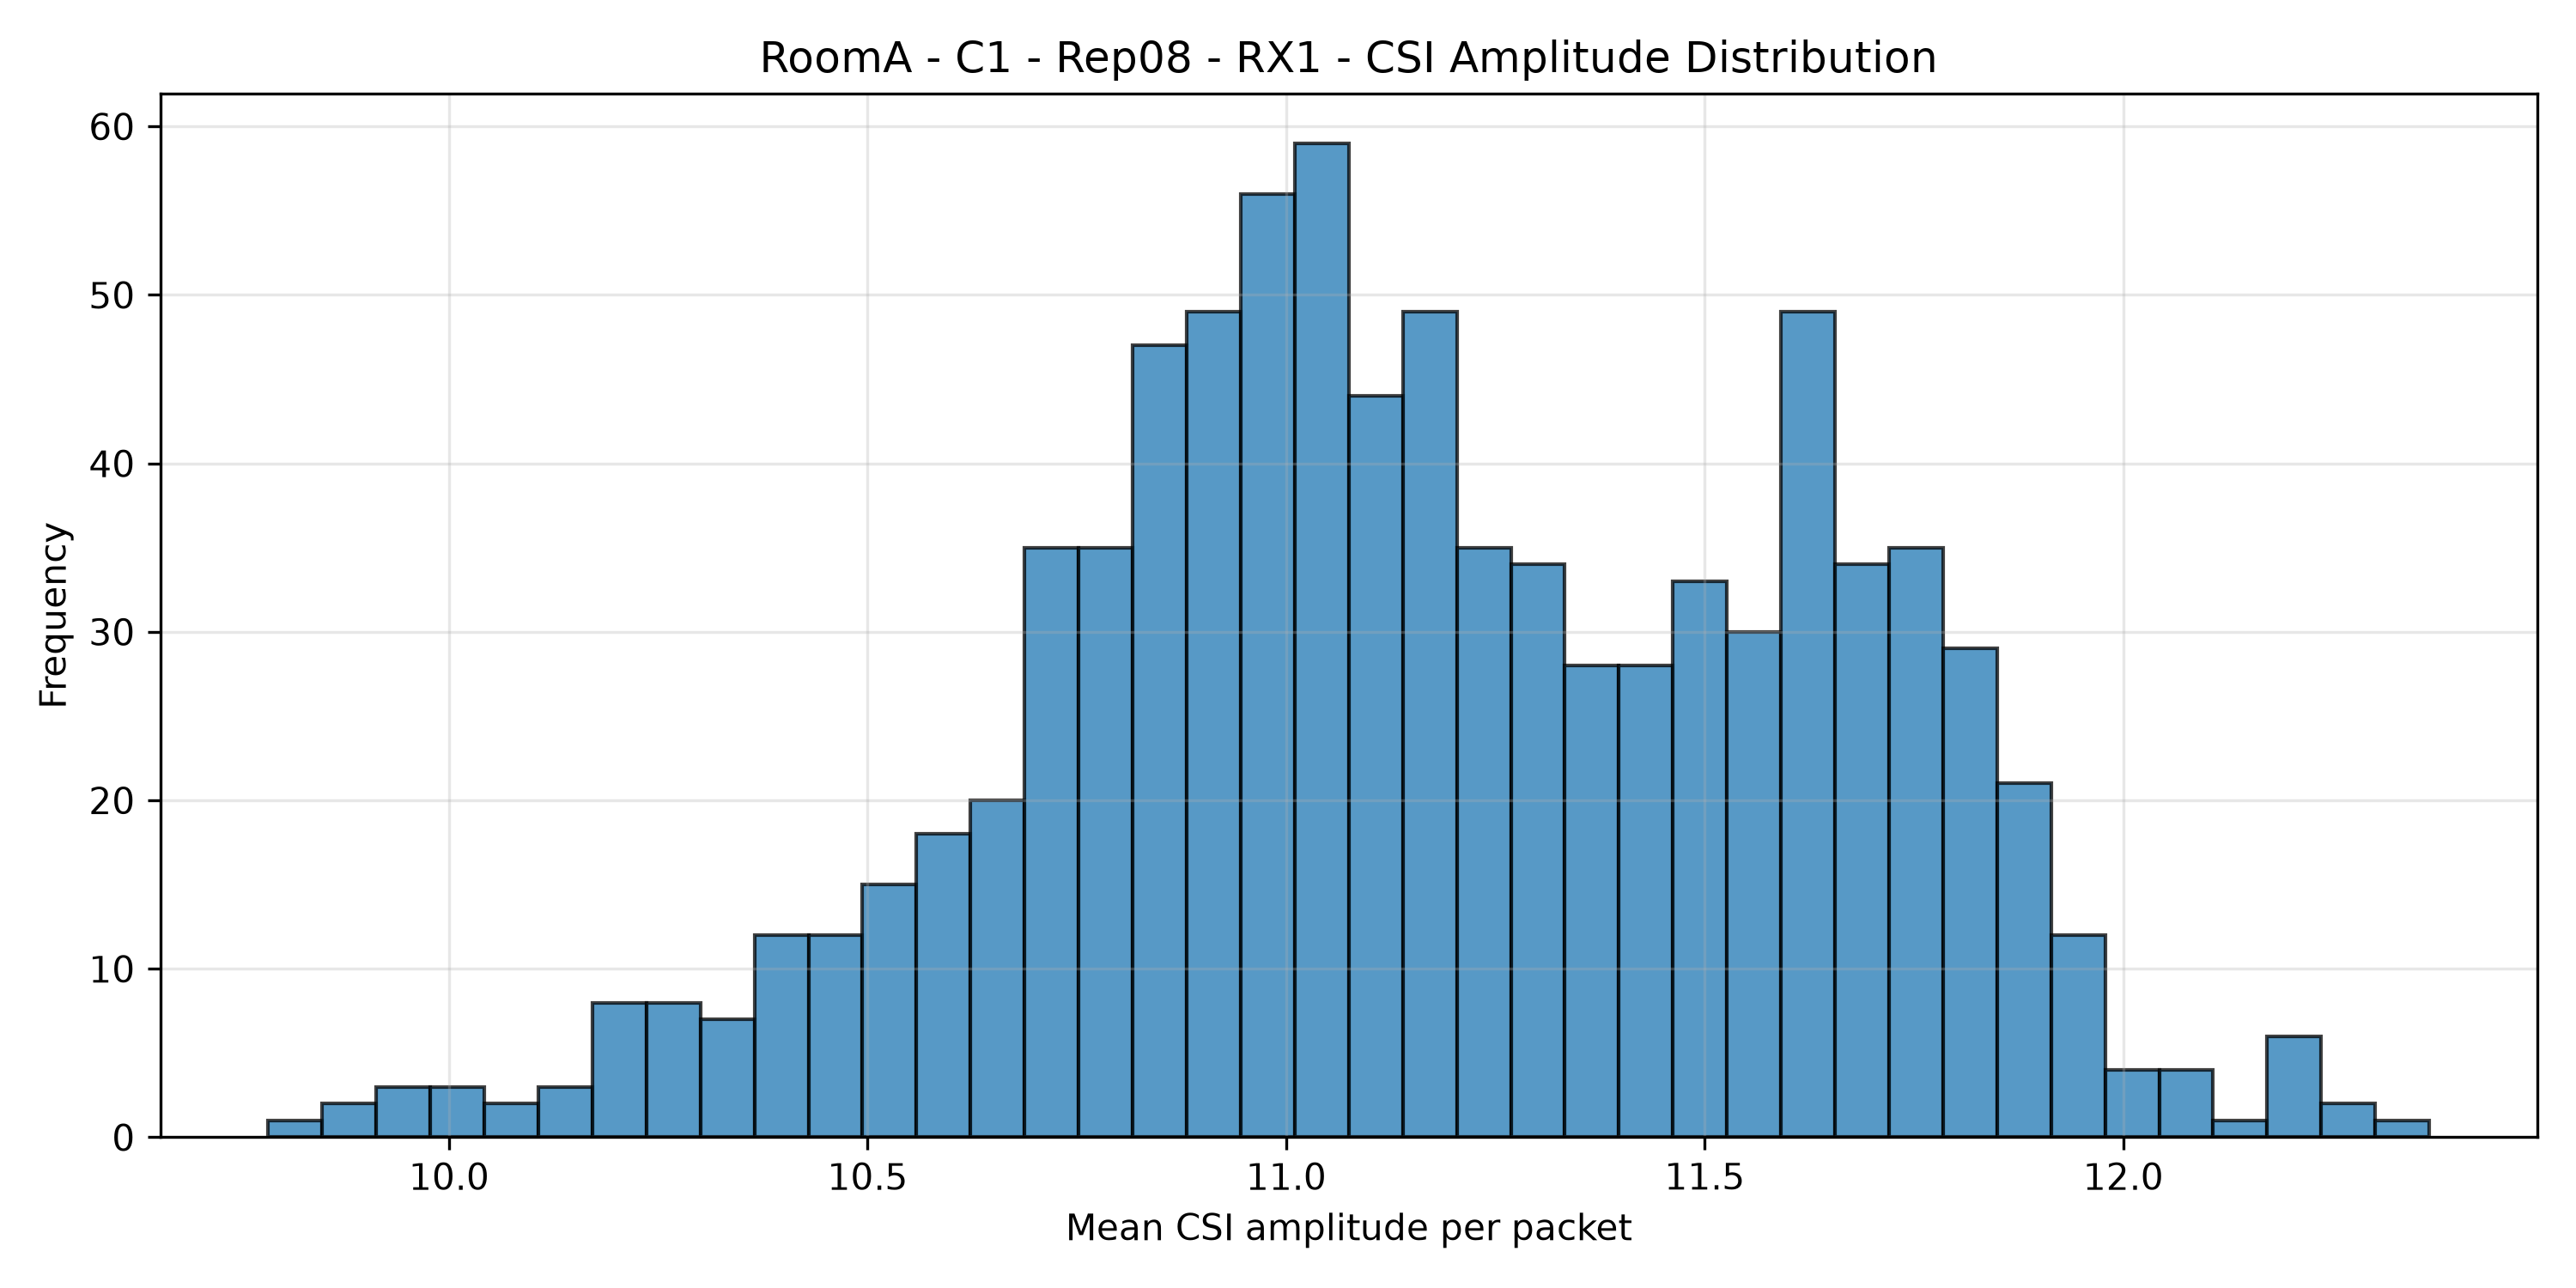 RoomA - C1 - Rep08 - RX1 - CSI Amplitude Distribution
60
50
40
30
20
10
0
Frequency
10.0 10.5 11.0 11.5 12.0
Mean CSI amplitude per packet